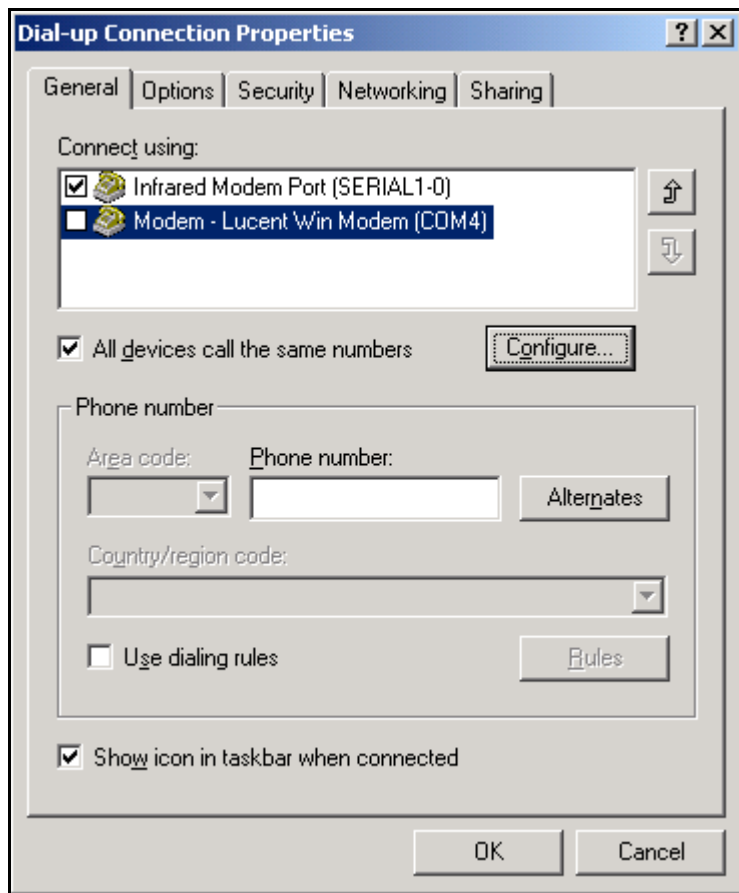 Dial-up Connection Properties
General Options Security Networking Sharing
Connect using:
Infrared Modem Port (SERIAL1-0)
Modem - Lucent Win Modem (COM4)
All devices call the same numbers Configure...
Phone number
Area code: Phone number:
Alternates
Country/region code:
Use dialing rules Rules
Show icon in taskbar when connected
OK Cancel